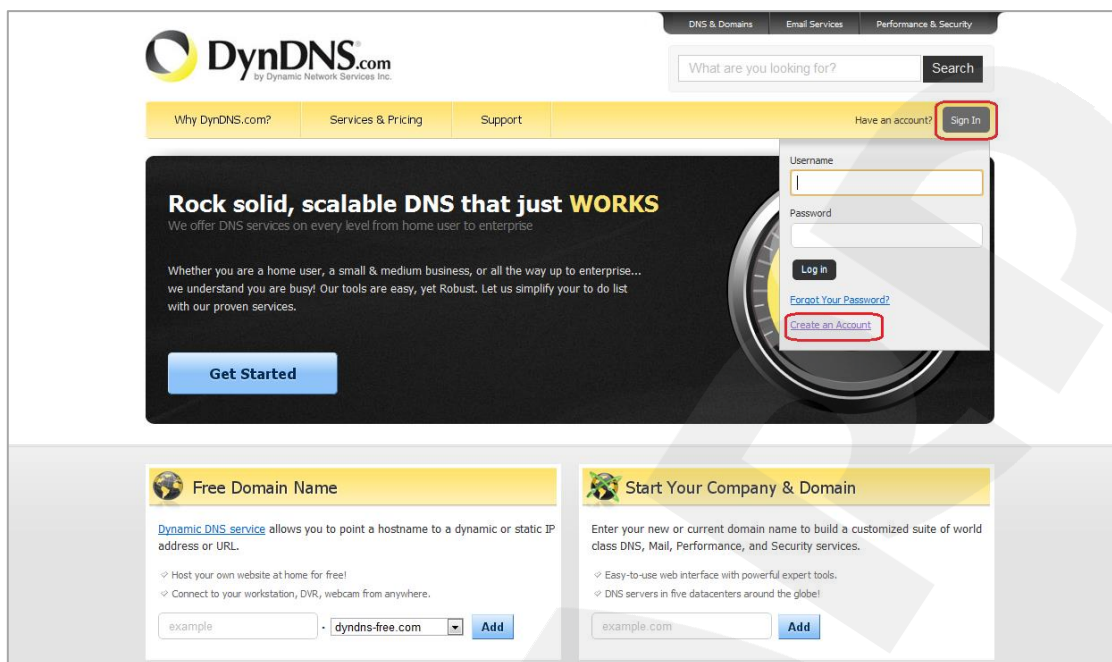 DNS & Domains Email Services Performance & Security
DynDNS.com
by Dynamic Network Services Inc.
What are you looking for? Search
Why DynDNS.com? Services & Pricing Support Have an account? Sign In
Username
Password
Log in
Forgot Your Password?
Create an Account
Rock solid, scalable DNS that just WORKS
We offer DNS services on every level from home user to enterprise
Whether you are a home user, a small & medium business, or all the way up to enterprise...
we understand you are busy! Our tools are easy, yet Robust. Let us simplify your to do list
with our proven services.
Get Started
Free Domain Name
Dynamic DNS service allows you to point a hostname to a dynamic or static IP
address or URL.
Host your own website at home for free!
Connect to your workstation, DVR, webcam from anywhere.
example . dyndns-free.com Add
Start Your Company & Domain
Enter your new or current domain name to build a customized suite of world
class DNS, Mail, Performance, and Security services.
Easy-to-use web interface with powerful expert tools.
DNS servers in five datacenters around the globe!
example.com Add